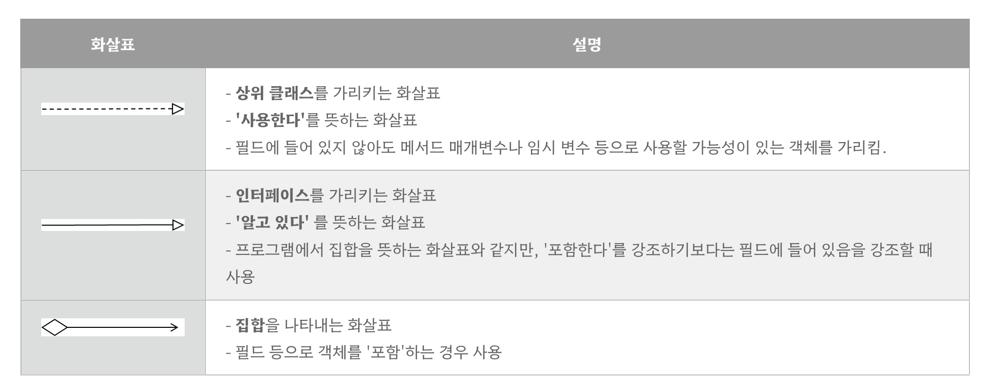 화살표 설명
- 상위 클래스를 가리키는 화살표
- '사용한다'를 뜻하는 화살표
- 필드에 들어 있지 않아도 메서드 매개변수나 임시 변수 등으로 사용할 가능성이 있는 객체를 가리킴.
- 인터페이스를 가리키는 화살표
- '알고 있다' 를 뜻하는 화살표
- 프로그램에서 집합을 뜻하는 화살표와 같지만, '포함한다'를 강조하기보다는 필드에 들어 있음을 강조할 때
사용
- 집합을 나타내는 화살표
- 필드 등으로 객체를 '포함'하는 경우 사용